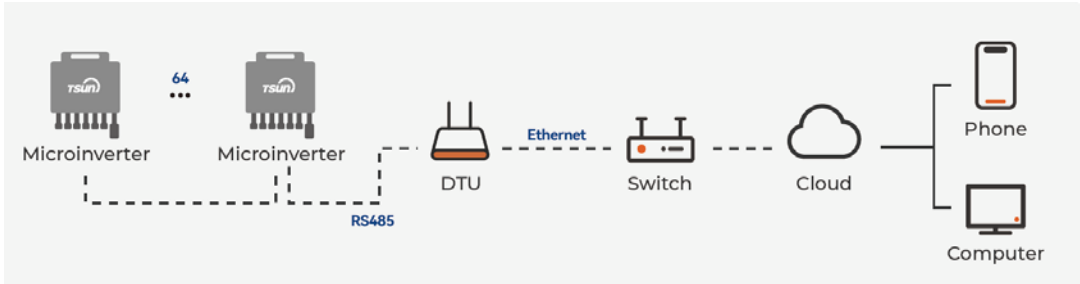 64
•••
TSUN
TSUN
Microinverter
Microinverter
RS485
DTU
Ethernet
Switch
Cloud
Phone
Computer